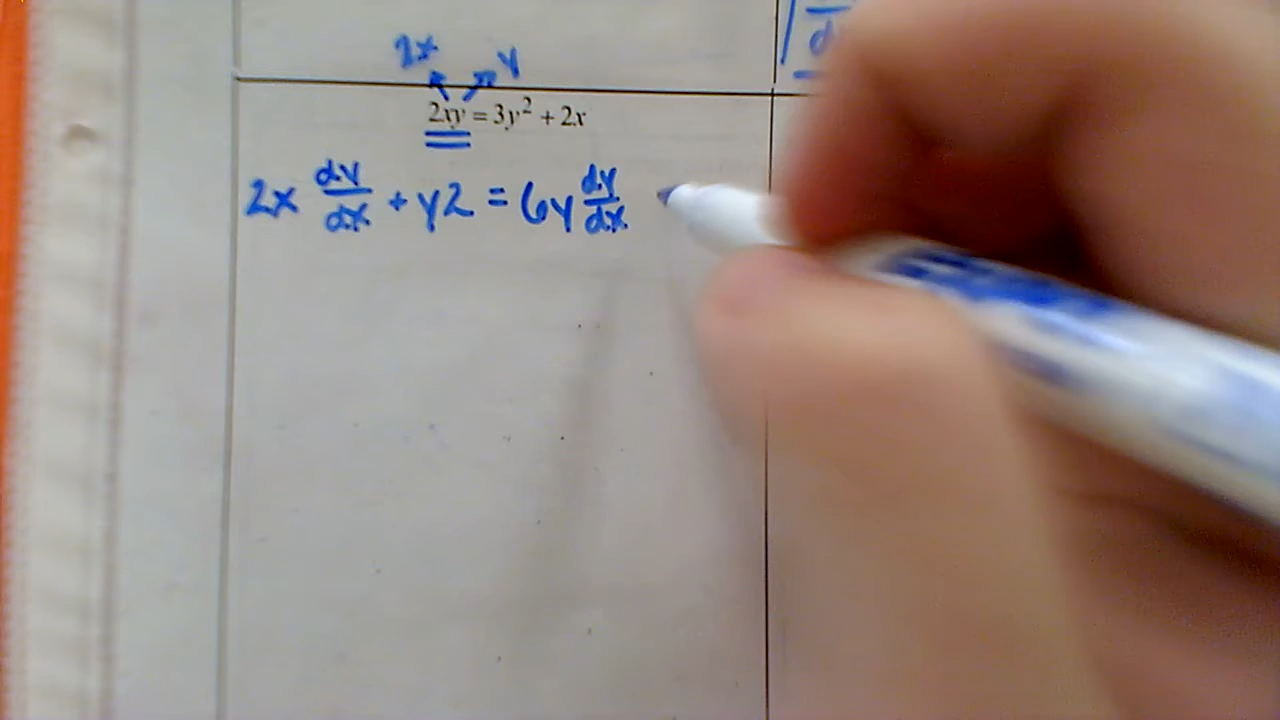 2x y
2xy = 3y² + 2x
2x dy/dx + y2 = 6y dy/dx